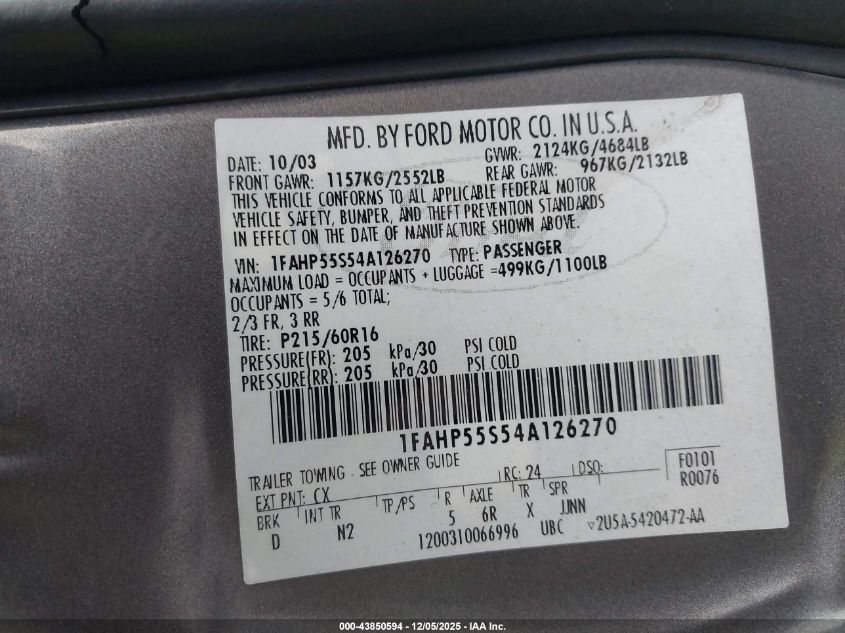 MFD. BY FORD MOTOR CO. IN U.S.A.
DATE: 10/03 GVWR: 2124KG/4684LB
FRONT GAWR: 1157KG/2552LB REAR GAWR: 967KG/2132LB
THIS VEHICLE CONFORMS TO ALL APPLICABLE FEDERAL MOTOR
VEHICLE SAFETY, BUMPER, AND THEFT PREVENTION STANDARDS
IN EFFECT ON THE DATE OF MANUFACTURE SHOWN ABOVE.
VIN: 1FAHP55S54A126270 TYPE: PASSENGER
MAXIMUM LOAD = OCCUPANTS + LUGGAGE =499KG/1100LB
OCCUPANTS = 5/6 TOTAL;
2/3 FR, 3 RR
TIRE: P215/60R16
PRESSURE(FR): 205 kPa/30 PSI COLD
PRESSURE(RR): 205 kPa/30 PSI COLD
1FAHP55S54A126270
TRAILER TOWING - SEE OWNER GUIDE
EXT PNT: CX RC: 24 DSO: F0101
R0076
BRK INT TR TP/PS R AXLE TR SPR
D N2 5 6R X JJNN
1200310066996 UBC 2U5A-5420472-AA
000-43850594 - 12/05/2025 - IAA Inc.